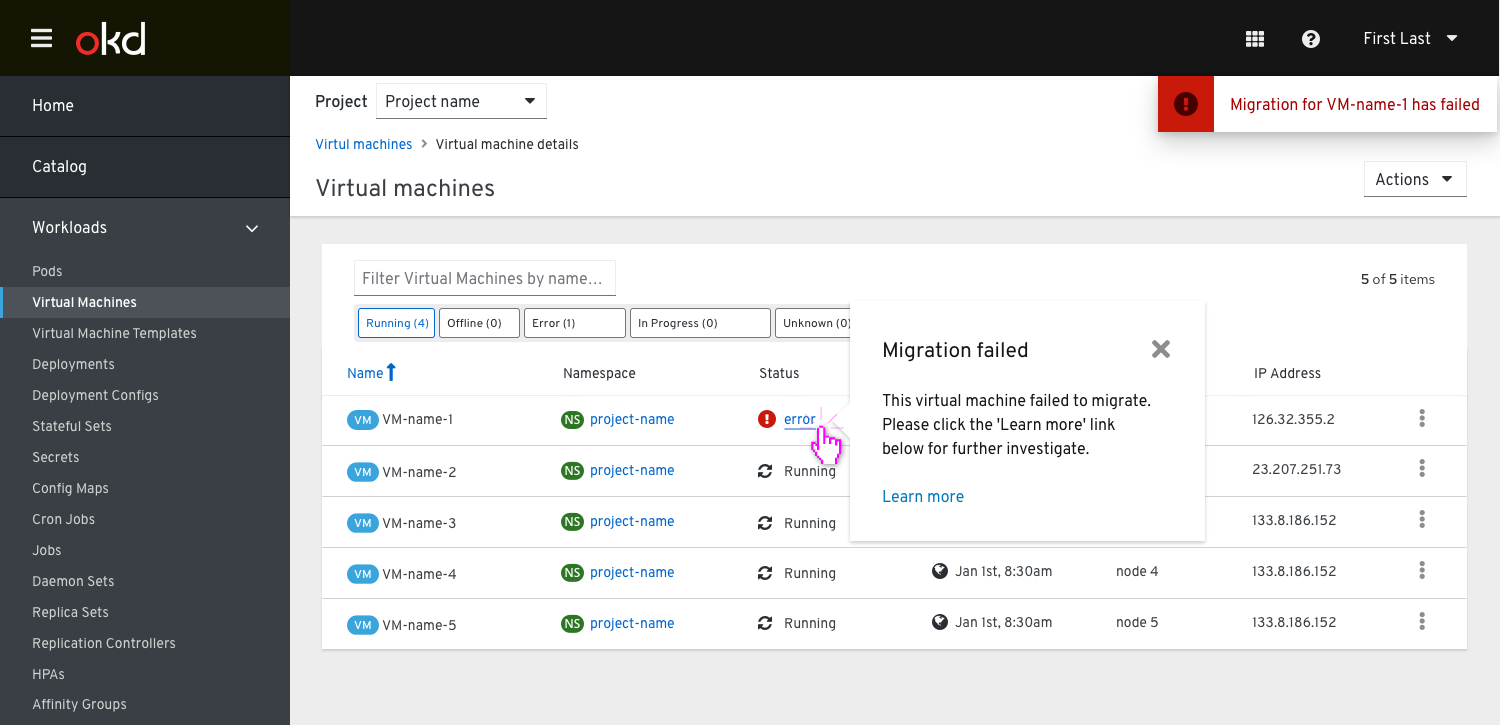 okd
First Last
Home
Catalog
Workloads
Pods
Virtual Machines
Virtual Machine Templates
Deployments
Deployment Configs
Stateful Sets
Secrets
Config Maps
Cron Jobs
Jobs
Daemon Sets
Replica Sets
Replication Controllers
HPAs
Affinity Groups
Project Project name
Migration for VM-name-1 has failed
Virtul machines > Virtual machine details
Virtual machines
Actions
Filter Virtual Machines by name...
5 of 5 items
Running (4) Offline (0) Error (1) In Progress (0) Unknown (0)
Name Namespace Status IP Address
VM VM-name-1 NS project-name error 126.32.355.2
VM VM-name-2 NS project-name Running 23.207.251.73
VM VM-name-3 NS project-name Running 133.8.186.152
VM VM-name-4 NS project-name Running Jan 1st, 8:30am node 4 133.8.186.152
VM VM-name-5 NS project-name Running Jan 1st, 8:30am node 5 133.8.186.152
Migration failed
This virtual machine failed to migrate.
Please click the 'Learn more' link
below for further investigate.
Learn more